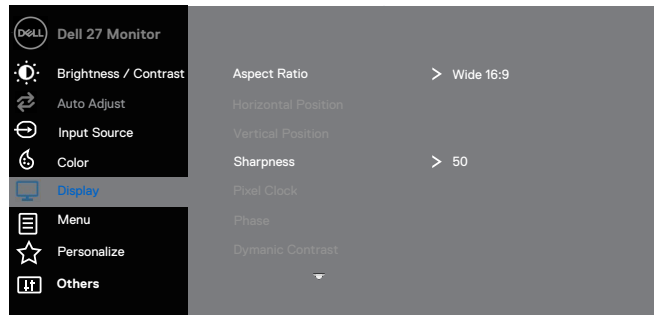 DELL Dell 27 Monitor
Brightness / Contrast Aspect Ratio > Wide 16:9
Auto Adjust Horizontal Position
Input Source Vertical Position
Color Sharpness > 50
Display Pixel Clock
Menu Phase
Personalize Dymanic Contrast
Others